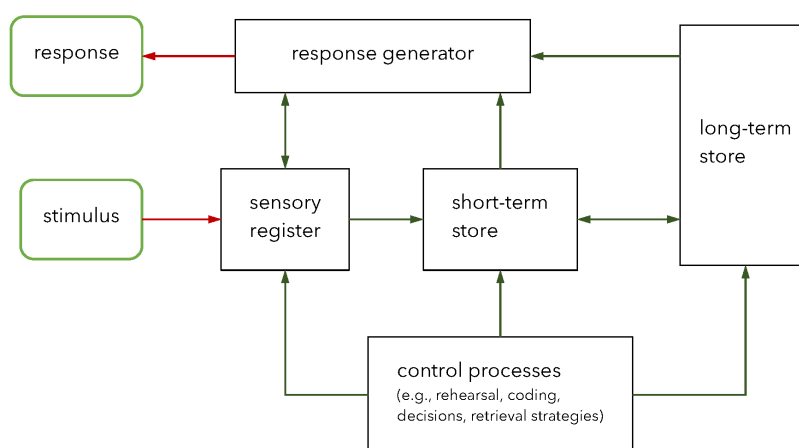 response
response generator
long-term
store
stimulus
sensory
register
short-term
store
control processes
(e.g., rehearsal, coding,
decisions, retrieval strategies)